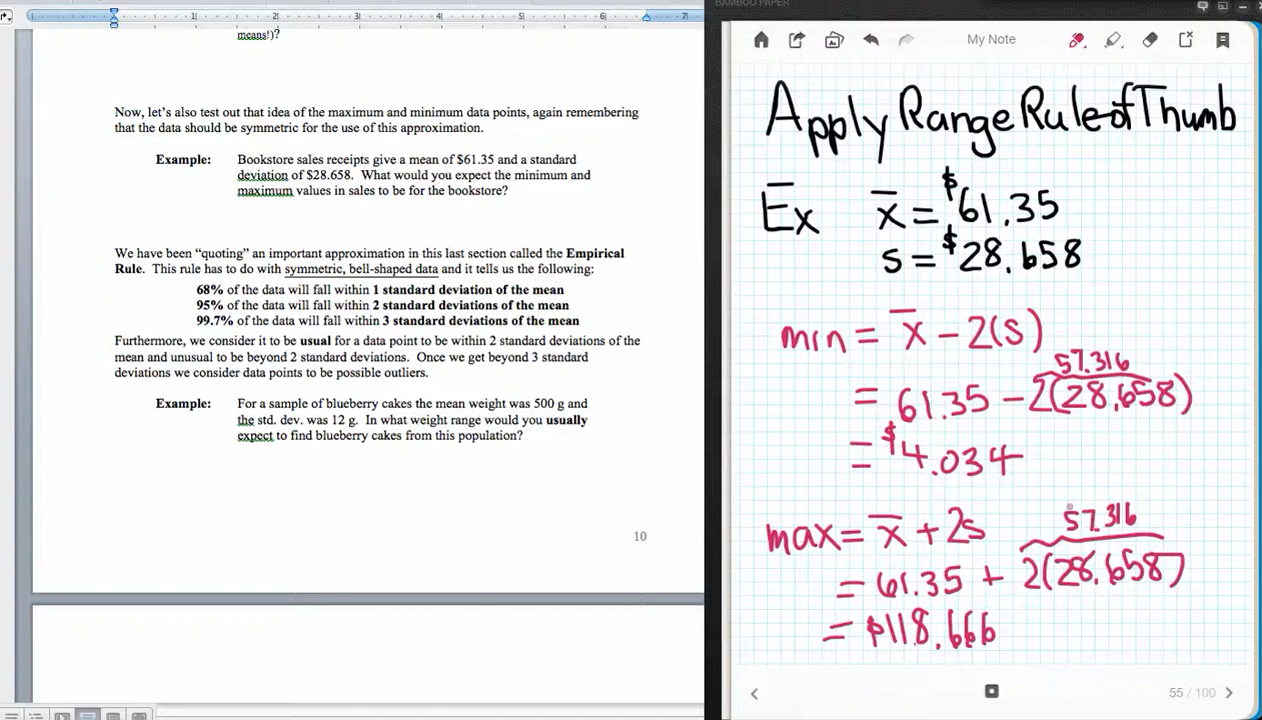 BAMBOO PAPER
1 2 3 4 5 6 7
means!)?
Now, let's also test out that idea of the maximum and minimum data points, again remembering
that the data should be symmetric for the use of this approximation.
Example: Bookstore sales receipts give a mean of $61.35 and a standard
deviation of $28.658. What would you expect the minimum and
maximum values in sales to be for the bookstore?
We have been “quoting” an important approximation in this last section called the Empirical
Rule. This rule has to do with symmetric, bell-shaped data and it tells us the following:
68% of the data will fall within 1 standard deviation of the mean
95% of the data will fall within 2 standard deviations of the mean
99.7% of the data will fall within 3 standard deviations of the mean
Furthermore, we consider it to be usual for a data point to be within 2 standard deviations of the
mean and unusual to be beyond 2 standard deviations. Once we get beyond 3 standard
deviations we consider data points to be possible outliers.
Example: For a sample of blueberry cakes the mean weight was 500 g and
the std. dev. was 12 g. In what weight range would you usually
expect to find blueberry cakes from this population?
10
My Note
Apply Range Rule of Thumb
Ex x̄ = $61.35
s = $28.658
min = x̄ - 2(s)
57.316
= 61.35 - 2(28.658)
= $4.034
max = x̄ + 2s
57.316
= 61.35 + 2(28.658)
= $118.666
55 / 100